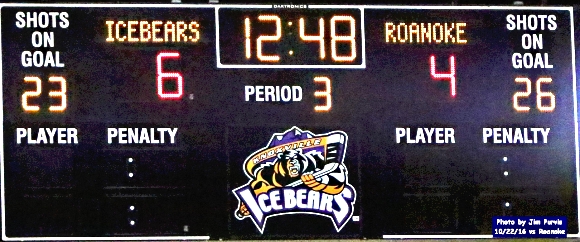 DAKTRONICS
SHOTS
ON
GOAL
23
ICEBEARS
6
12:48
PERIOD 3
ROANOKE
4
SHOTS
ON
GOAL
26
PLAYER PENALTY
:
:
KNOXVILLE
ICE BEARS
PLAYER PENALTY
:
:
Photo by Jim Purvis
10/22/16 vs Roanoke